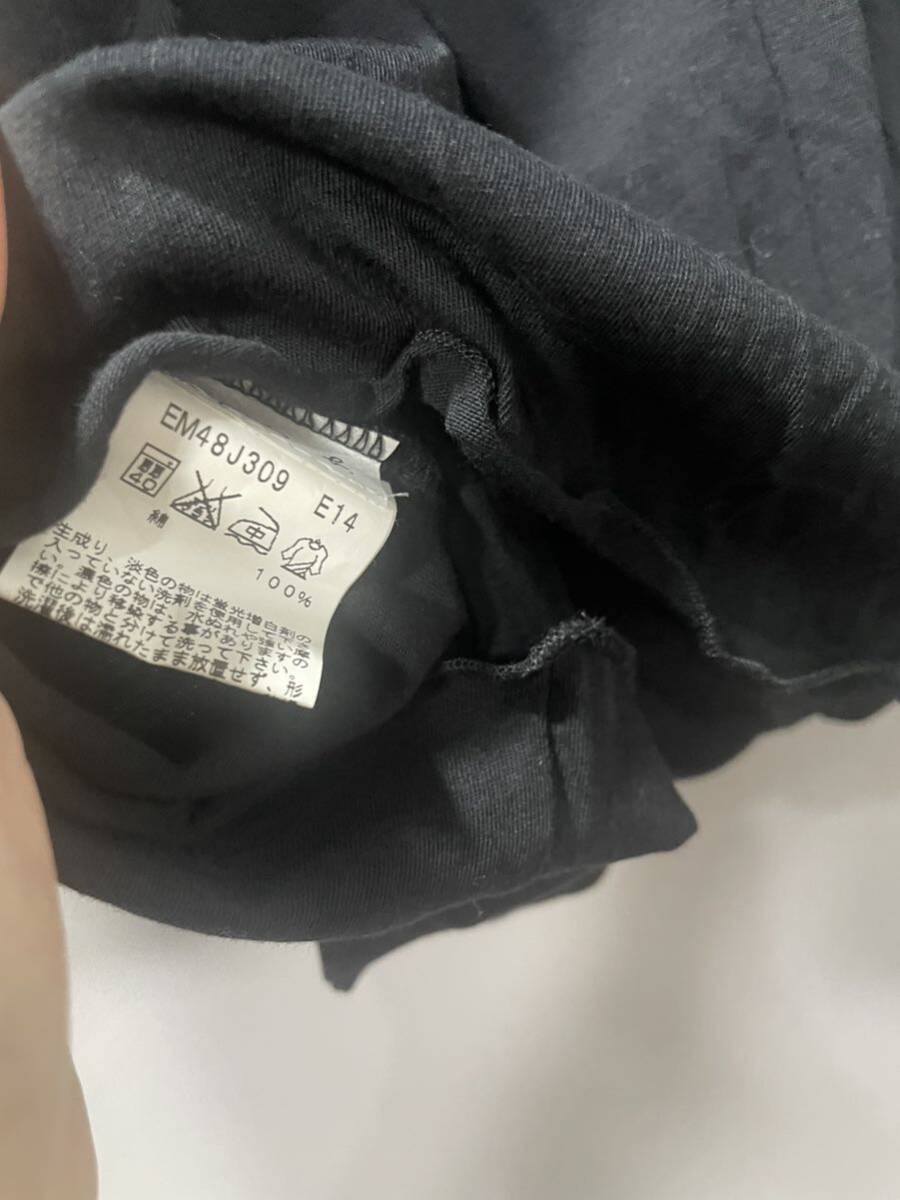 EM48J309 E14
40
中
綿 100%
生成り、淡色の物は蛍光増白剤の
入っていない洗剤を使用して下さい。
濃色の物は、水ぬれや
摩擦により移染する事があります。
で他の物と分けて洗って下さい。
洗濯後は濡れたまま放置せず、形